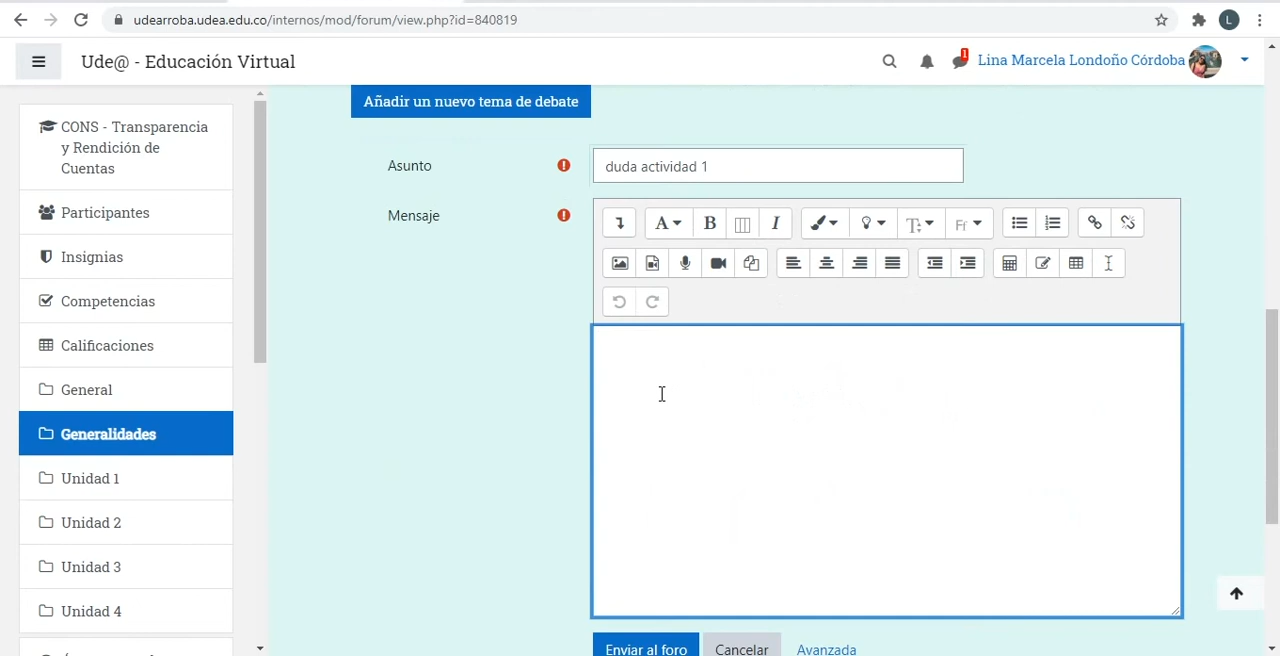 udearroba.udea.edu.co/internos/mod/forum/view.php?id=840819
L
Ude@ - Educación Virtual
1
Lina Marcela Londoño Córdoba
CONS - Transparencia
y Rendición de
Cuentas
Participantes
Insignias
Competencias
Calificaciones
General
Generalidades
Unidad 1
Unidad 2
Unidad 3
Unidad 4
Añadir un nuevo tema de debate
Asunto
duda actividad 1
Mensaje
Enviar al foro
Cancelar
Avanzada